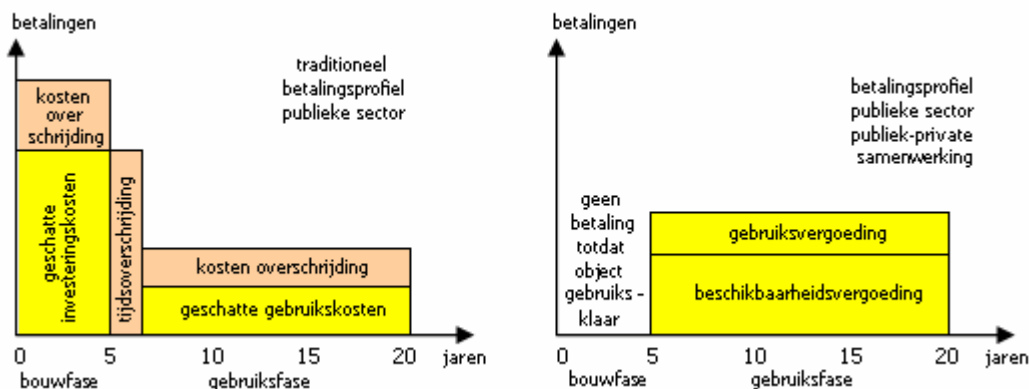 betalingen
traditioneel
betalingsprofiel
publieke sector
kosten
over
schrijding
geschatte
investeringskosten
tijdsoverschrijding
kosten overschrijding
geschatte gebruikskosten
0 5 10 15 20 jaren
bouwfase gebruiksfase
betalingen
betalingsprofiel
publieke sector
publiek-private
samenwerking
geen
betaling
totdat
object
gebruiks -
klaar
gebruiksvergoeding
beschikbaarheidsvergoeding
0 5 10 15 20 jaren
bouwfase gebruiksfase